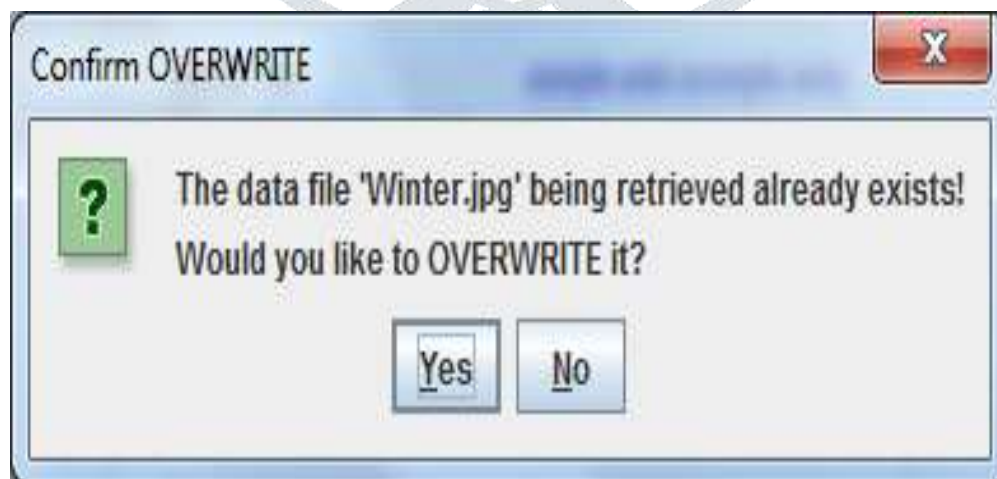 Confirm OVERWRITE
X
?
The data file 'Winter.jpg' being retrieved already exists!
Would you like to OVERWRITE it?
Yes
No